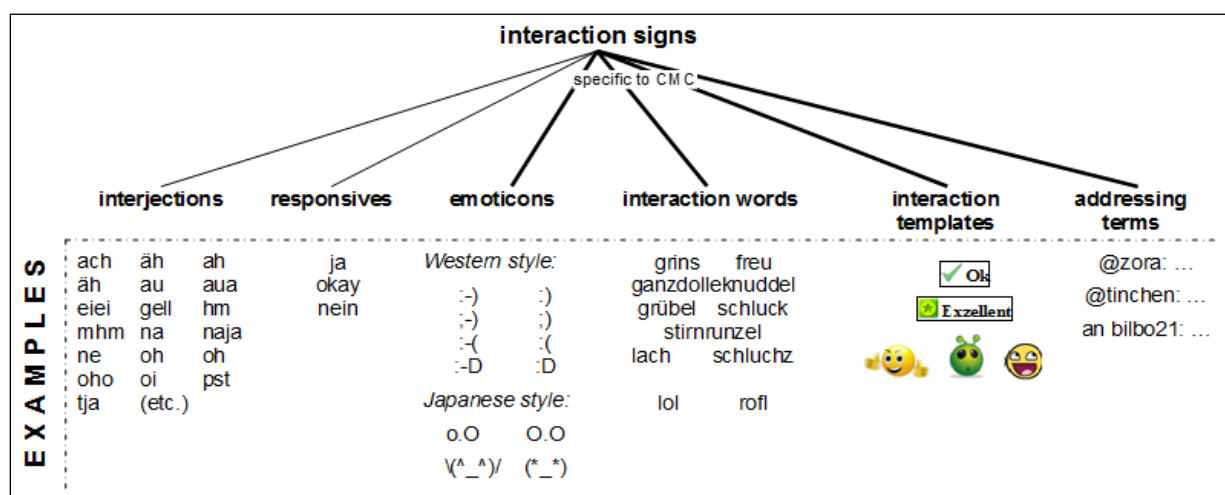 interaction signs
specific to CMC
interjections responsives emoticons interaction words interaction templates addressing terms
EXAMPLES
ach äh ah
äh au aua
eiei gell hm
mhm na naja
ne oh oh
oho oi pst
tja (etc.)
ja
okay
nein
Western style:
:-) :)
;-) ;)
:-( :(
:-D :D
Japanese style:
o.O O.O
\(^_^)/ (*_*)
grins freu
ganzdolleknuddel
grübel schluck
stirnrunzel
lach schluchz
lol rofl
Ok
Exzellent
@zora: …
@tinchen: …
an bilbo21: …